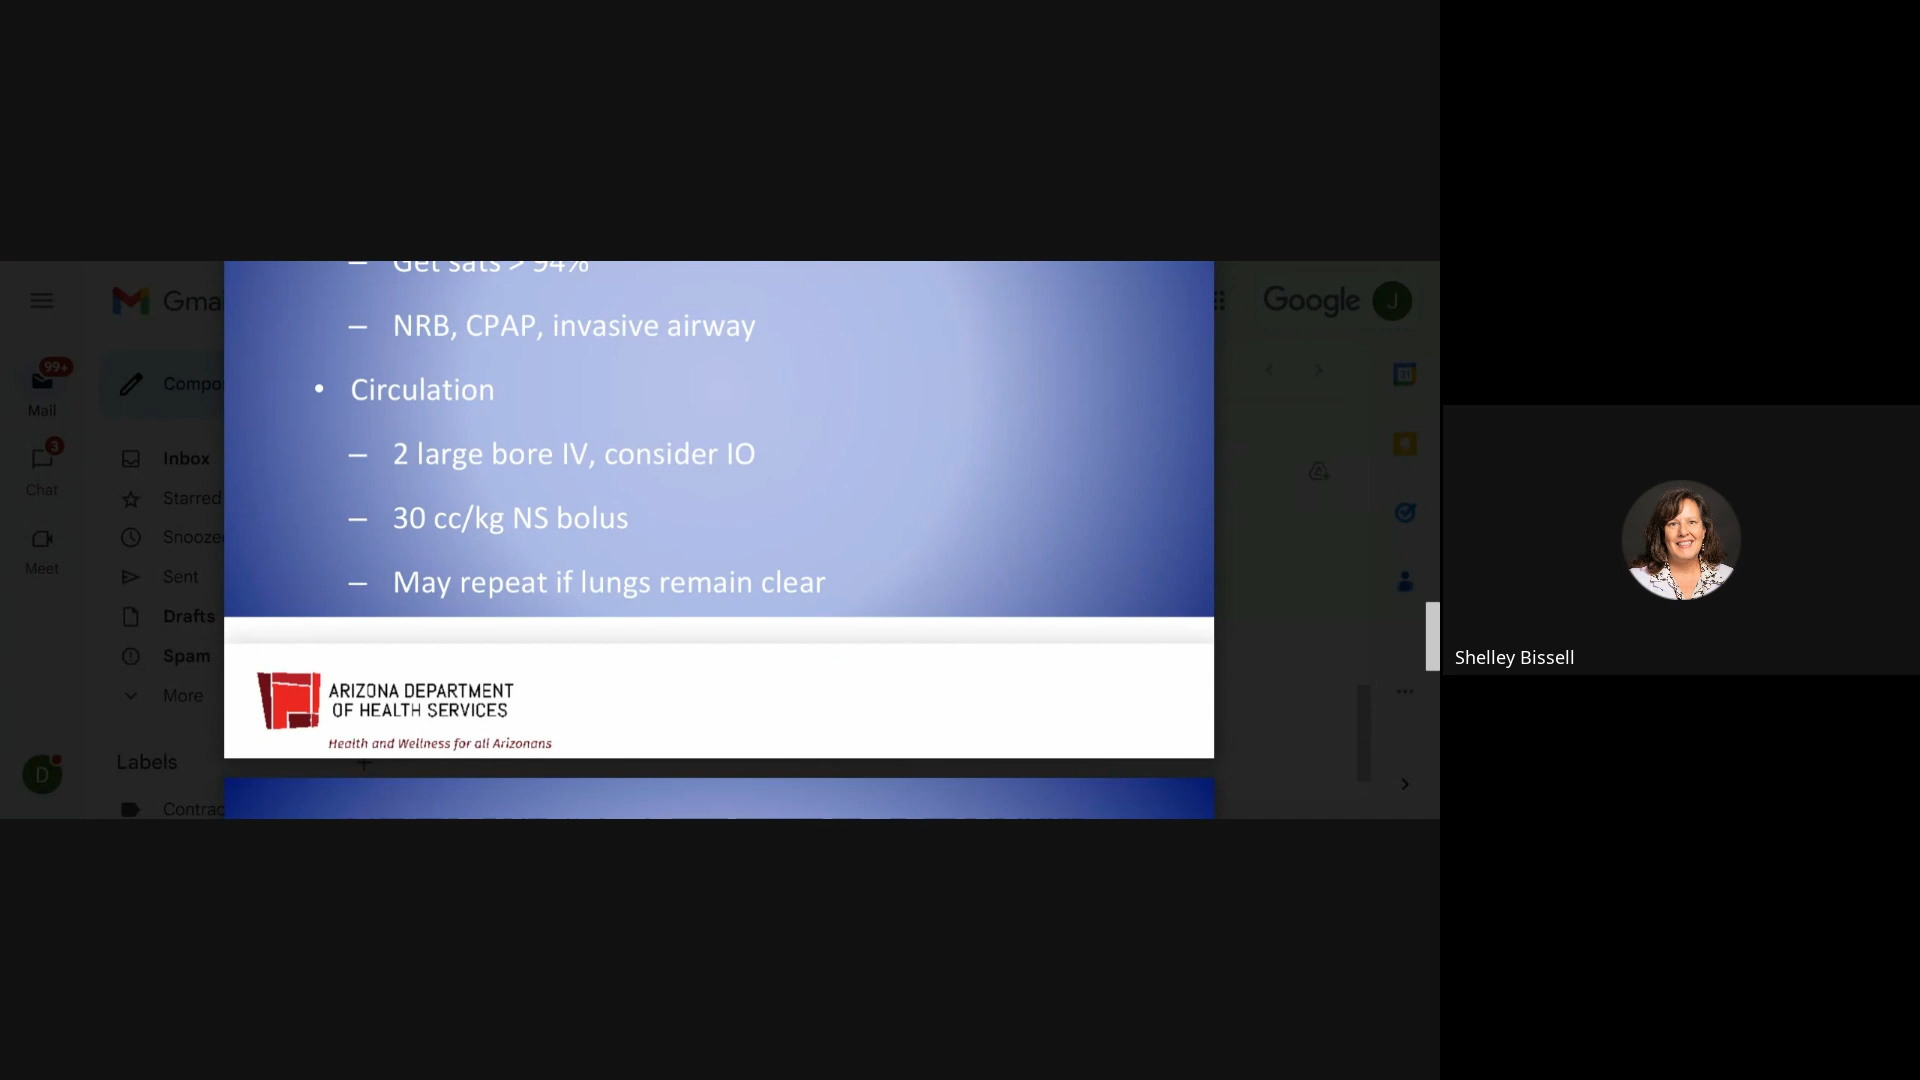 – Get sats > 94%
Gma
Google
J
– NRB, CPAP, invasive airway
99+
Mail
Compo
• Circulation
3
Chat
Inbox
– 2 large bore IV, consider IO
31
Starred
Snooze
– 30 cc/kg NS bolus
Meet
Sent
– May repeat if lungs remain clear
Drafts
Spam
More
ARIZONA DEPARTMENT
OF HEALTH SERVICES
Health and Wellness for all Arizonans
Labels
+
D
Contrac
Shelley Bissell